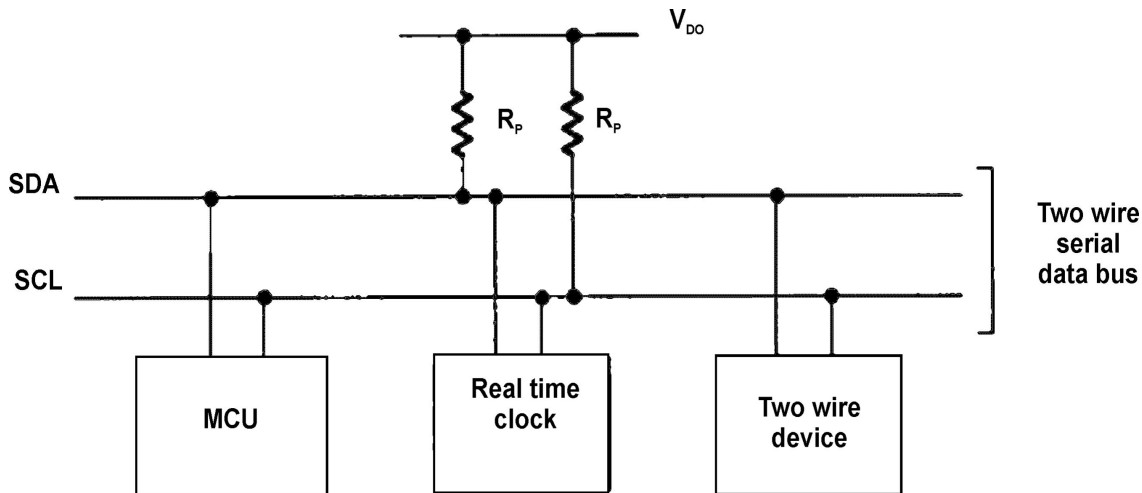 V_DO
R_P
R_P
SDA
SCL
Two wire
serial
data bus
MCU
Real time
clock
Two wire
device